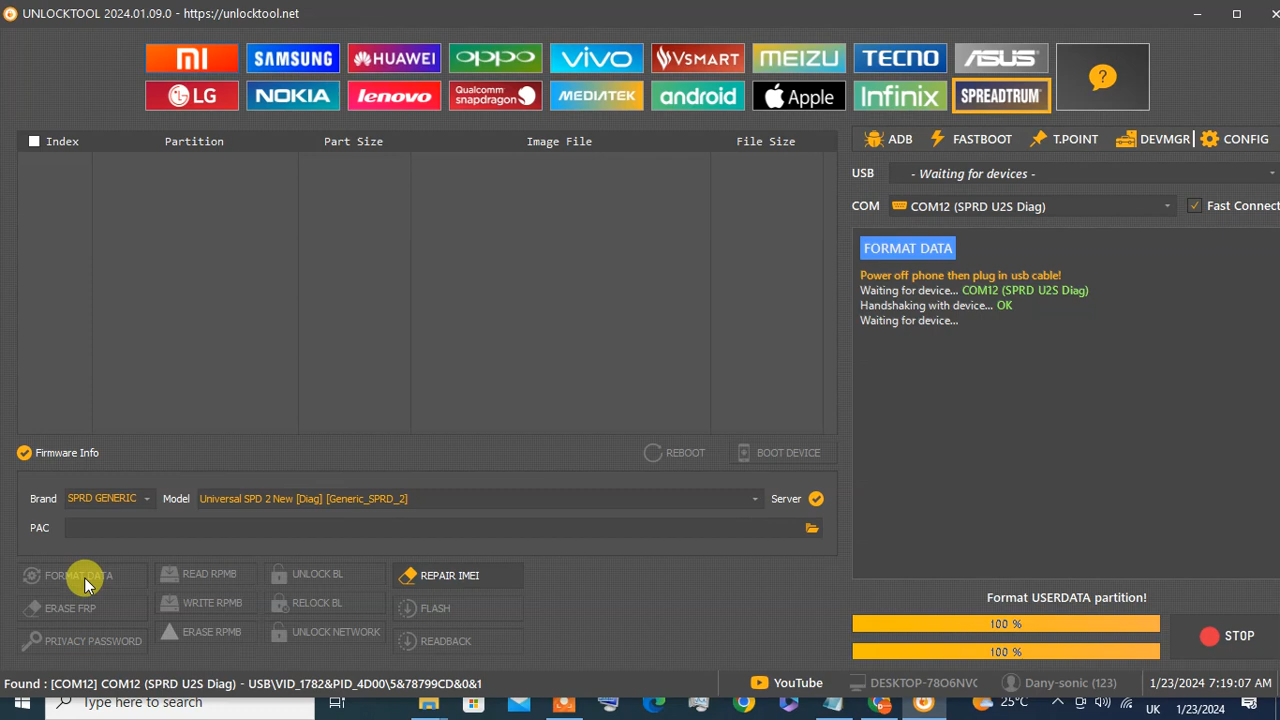 UNLOCKTOOL 2024.01.09.0 - https://unlocktool.net
mi SAMSUNG HUAWEI oppo vivo VSMART MEIZU TECNO ASUS
LG NOKIA lenovo Qualcomm snapdragon MEDIATEK android Apple Infinix SPREADTRUM
?
Index Partition Part Size Image File File Size
ADB FASTBOOT T.POINT DEVMGR CONFIG
USB - Waiting for devices -
COM COM12 (SPRD U2S Diag) Fast Connect
FORMAT DATA
Power off phone then plug in usb cable!
Waiting for device... COM12 (SPRD U2S Diag)
Handshaking with device... OK
Waiting for device...
Firmware Info REBOOT BOOT DEVICE
Brand SPRD GENERIC Model Universal SPD 2 New [Diag] [Generic_SPRD_2] Server
PAC
FORMAT DATA READ RPMB UNLOCK BL REPAIR IMEI
ERASE FRP WRITE RPMB RELOCK BL FLASH
PRIVACY PASSWORD ERASE RPMB UNLOCK NETWORK READBACK
Format USERDATA partition!
100 %
100 %
STOP
Found : [COM12] COM12 (SPRD U2S Diag) - USB\VID_1782&PID_4D00\5&78799CD&0&1
YouTube DESKTOP-78O6NVC Dany-sonic (123) 1/23/2024 7:19:07 AM
Type here to search 25°C UK 1/23/2024